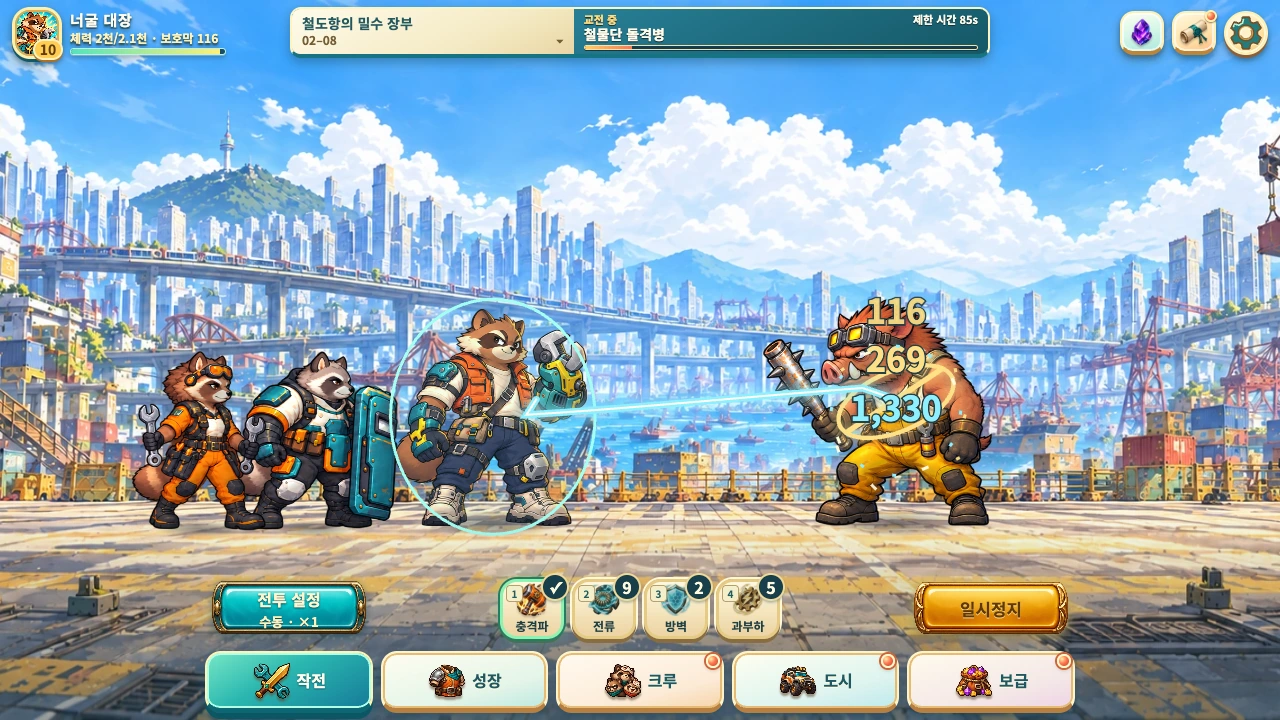 너굴 대장
체력 2천/2.1천 · 보호막 116
10
철도항의 밀수 장부
02-08
교전 중
철물단 돌격병
제한 시간 85s
116
269
1,330
전투 설정
수동 · ×1
1
충격파
2
9
전류
3
2
방벽
4
5
과부하
일시정지
작전
성장
크루
도시
보급